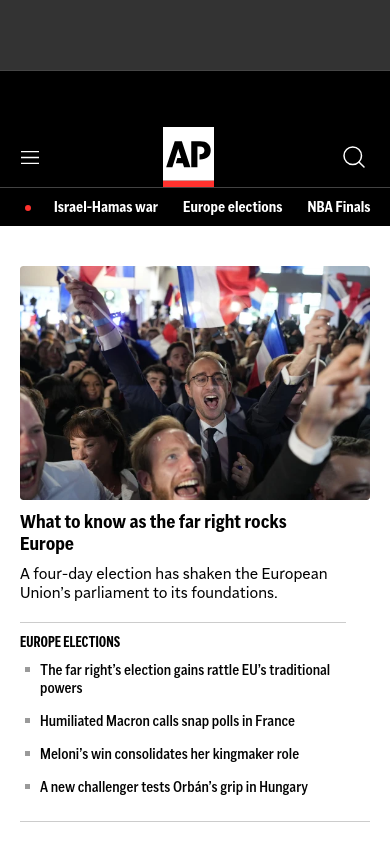 AP
Israel-Hamas war
Europe elections
NBA Finals
What to know as the far right rocks
Europe
A four-day election has shaken the European
Union’s parliament to its foundations.
EUROPE ELECTIONS
The far right’s election gains rattle EU’s traditional
powers
Humiliated Macron calls snap polls in France
Meloni’s win consolidates her kingmaker role
A new challenger tests Orbán’s grip in Hungary